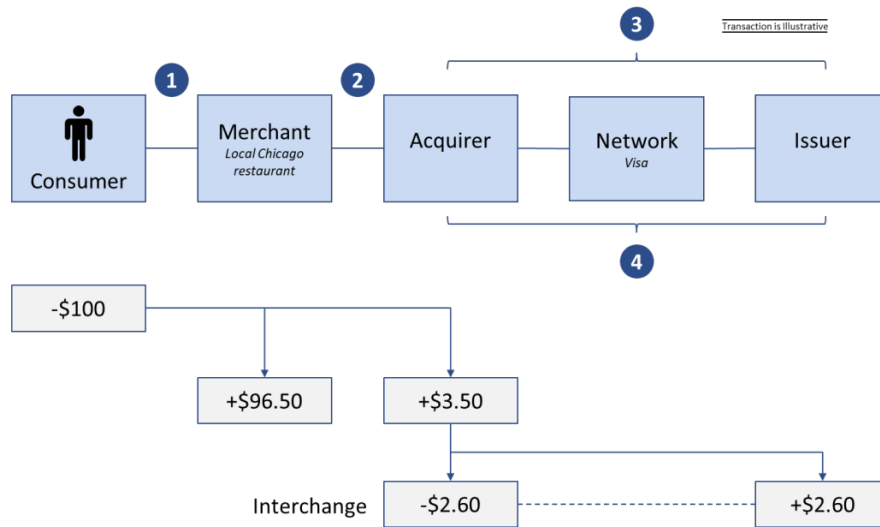 3
Transaction is Illustrative
1
2
Consumer
Merchant
Local Chicago
restaurant
Acquirer
Network
Visa
Issuer
4
-$100
+$96.50
+$3.50
Interchange
-$2.60
+$2.60